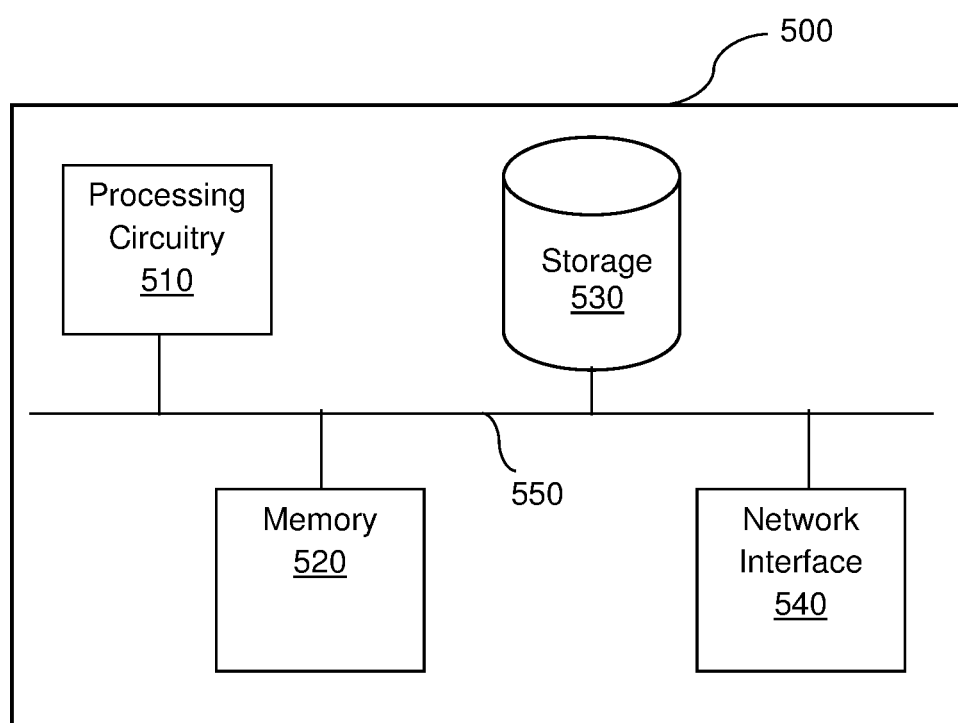 500
Processing
Circuitry
510
Storage
530
550
Memory
520
Network
Interface
540